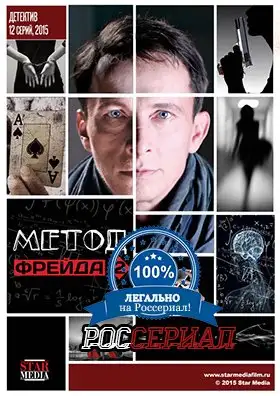 ДЕТЕКТИВ
12 СЕРИЙ, 2015
A
МЕТОД
ФРЕЙДА 2
100%
ЛЕГАЛЬНО
на Россериал!
РОССЕРИАЛ
STAR
MEDIA
www.starmediafilm.ru
© 2015 Star Media